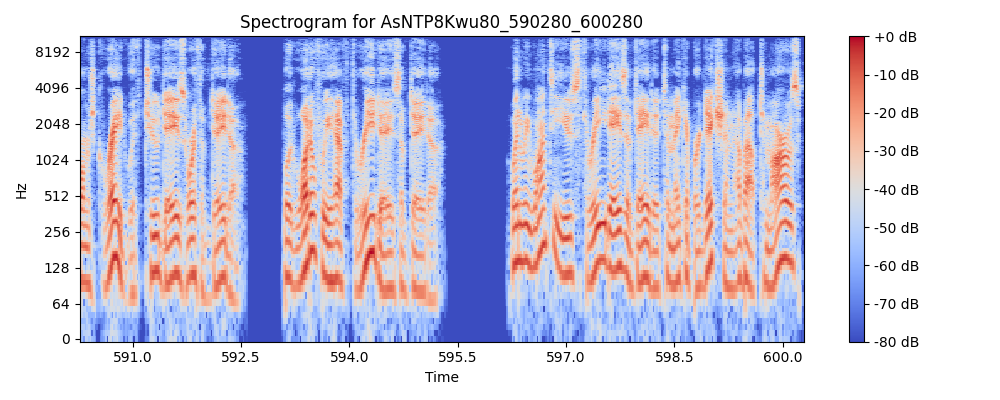 Spectrogram for AsNTP8Kwu80_590280_600280
8192
4096
2048
1024
512
256
128
64
0
Hz
591.0 592.5 594.0 595.5 597.0 598.5 600.0
Time
+0 dB
-10 dB
-20 dB
-30 dB
-40 dB
-50 dB
-60 dB
-70 dB
-80 dB